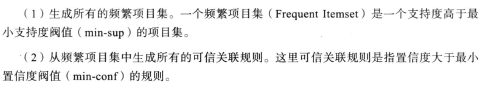 （1）生成所有的频繁项目集。一个频繁项目集（Frequent Itemset）是一个支持度高于最
小支持度阀值（min-sup）的项目集。
（2）从频繁项目集中生成所有的可信关联规则。这里可信关联规则是指置信度大于最小
置信度阀值（min-conf）的规则。